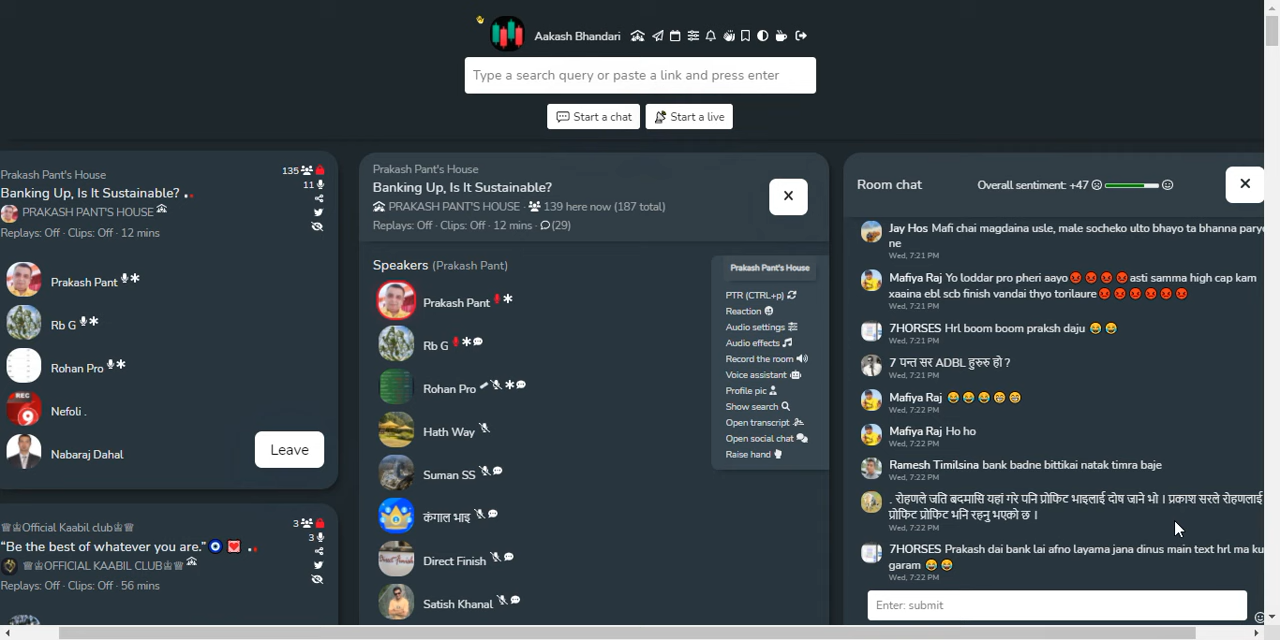 Aakash Bhandari
Type a search query or paste a link and press enter
Start a chat
Start a live
Prakash Pant's House
135
Banking Up, Is It Sustainable?
11
PRAKASH PANT'S HOUSE
Replays: Off · Clips: Off · 12 mins
Prakash Pant
Rb G
Rohan Pro
REC
Nefoli .
Nabaraj Dahal
Leave
Official Kaabil club
3
“Be the best of whatever you are.”
3
OFFICIAL KAABIL CLUB
Replays: Off · Clips: Off · 56 mins
Prakash Pant's House
Banking Up, Is It Sustainable?
PRAKASH PANT'S HOUSE · 139 here now (187 total)
Replays: Off · Clips: Off · 12 mins · (29)
Speakers (Prakash Pant)
Prakash Pant
Rb G
Rohan Pro
Hath Way
Suman SS
कंगाल भाइ
Direct Finish
Satish Khanal
Prakash Pant's House
PTR (CTRL+p)
Reaction
Audio settings
Audio effects
Record the room
Voice assistant
Profile pic
Show search
Open transcript
Open social chat
Raise hand
Room chat
Overall sentiment: +47
Jay Hos Mafi chai magdaina usle, male socheko ulto bhayo ta bhanna paryo
ne
Wed, 7:21 PM
Mafiya Raj Yo loddar pro pheri aayo😡😡😡😡asti samma high cap kam
xaaina ebl scb finish vandai thyo torilaure😡😡😡😡😡😡
Wed, 7:21 PM
7HORSES Hrl boom boom praksh daju 😂😂
Wed, 7:21 PM
7 पन्त सर ADBL हुरुरु हो ?
Wed, 7:21 PM
Mafiya Raj 😂😂😂😁😁
Wed, 7:22 PM
Mafiya Raj Ho ho
Wed, 7:22 PM
Ramesh Timilsina bank badne bittikai natak timra baje
Wed, 7:22 PM
. रोहणले जति बदमासि यहां गरे पनि प्रोफिट भाइलाई दोष जाने भो । प्रकाश सरले रोहणलाई
प्रोफिट प्रोफिट भनि रहनु भएको छ ।
Wed, 7:22 PM
7HORSES Prakash dai bank lai afno layama jana dinus main text hrl ma ku
garam 😂😂
Wed, 7:22 PM
Enter: submit